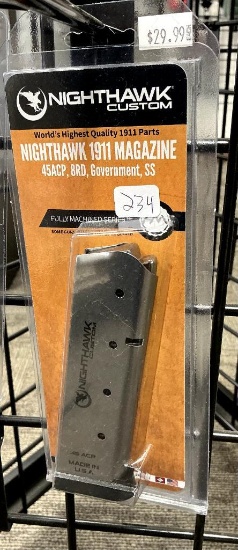 $29.99
NIGHTHAWK
CUSTOM
World's Highest Quality 1911 Parts
NIGHTHAWK 1911 MAGAZINE
45ACP, 8RD, Government, SS
234
FULLY MACHINED
NIGHTHAWK
CUSTOM
.45 ACP
MADE IN
U.S.A.